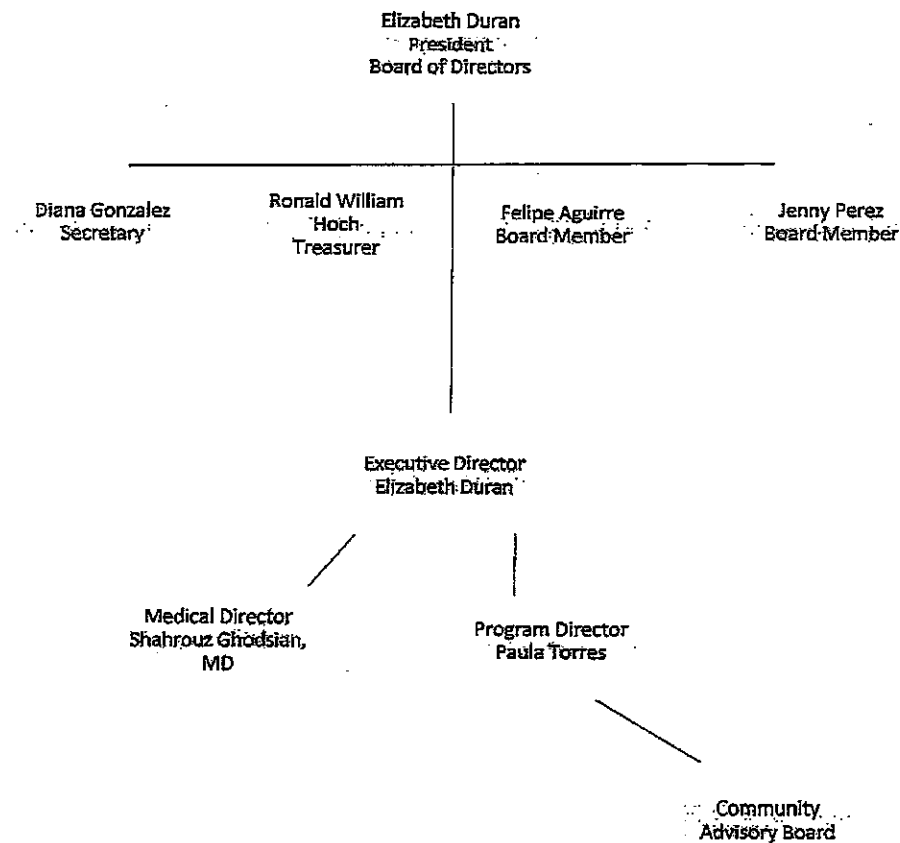 Elizabeth Duran
President
Board of Directors
Diana Gonzalez
Secretary
Ronald William
Hoch
Treasurer
Felipe Aguirre
Board Member
Jenny Perez
Board Member
Executive Director
Elizabeth Duran
Medical Director
Shahrouz Ghodsian,
MD
Program Director
Paula Torres
Community
Advisory Board